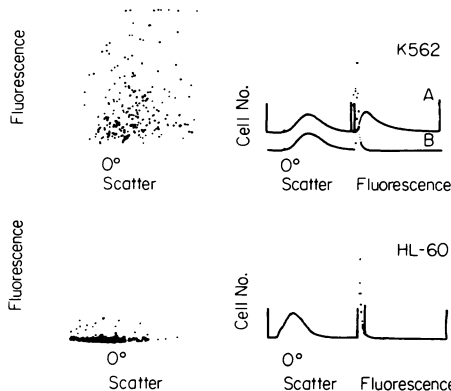 Fluorescence
0°
Scatter
K562
Cell No.
A
B
0°
Scatter
Fluorescence
Fluorescence
0°
Scatter
HL-60
Cell No.
0°
Scatter
Fluorescence